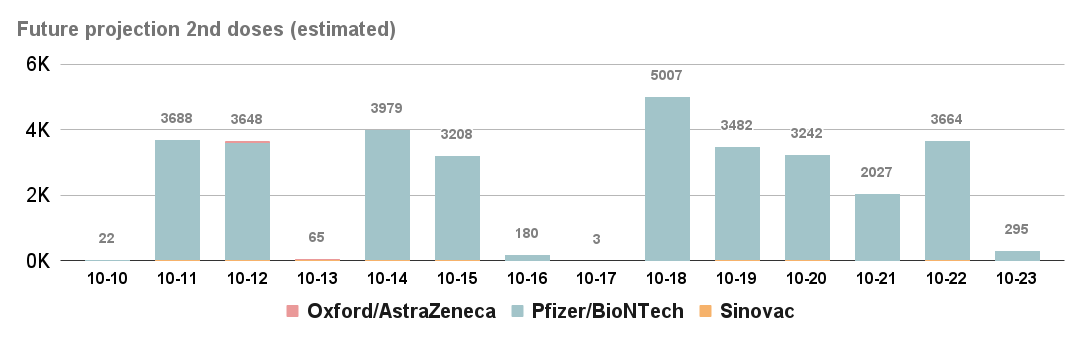 Future projection 2nd doses (estimated)
6K
5007
3979
3688
3648
3664
3482
4K
3208
3242
2027
2K
22
65
180
3
295
0K
10-10 10-11 10-12 10-13 10-14 10-15 10-16 10-17 10-18 10-19 10-20 10-21 10-22 10-23
Oxford/AstraZeneca Pfizer/BioNTech Sinovac